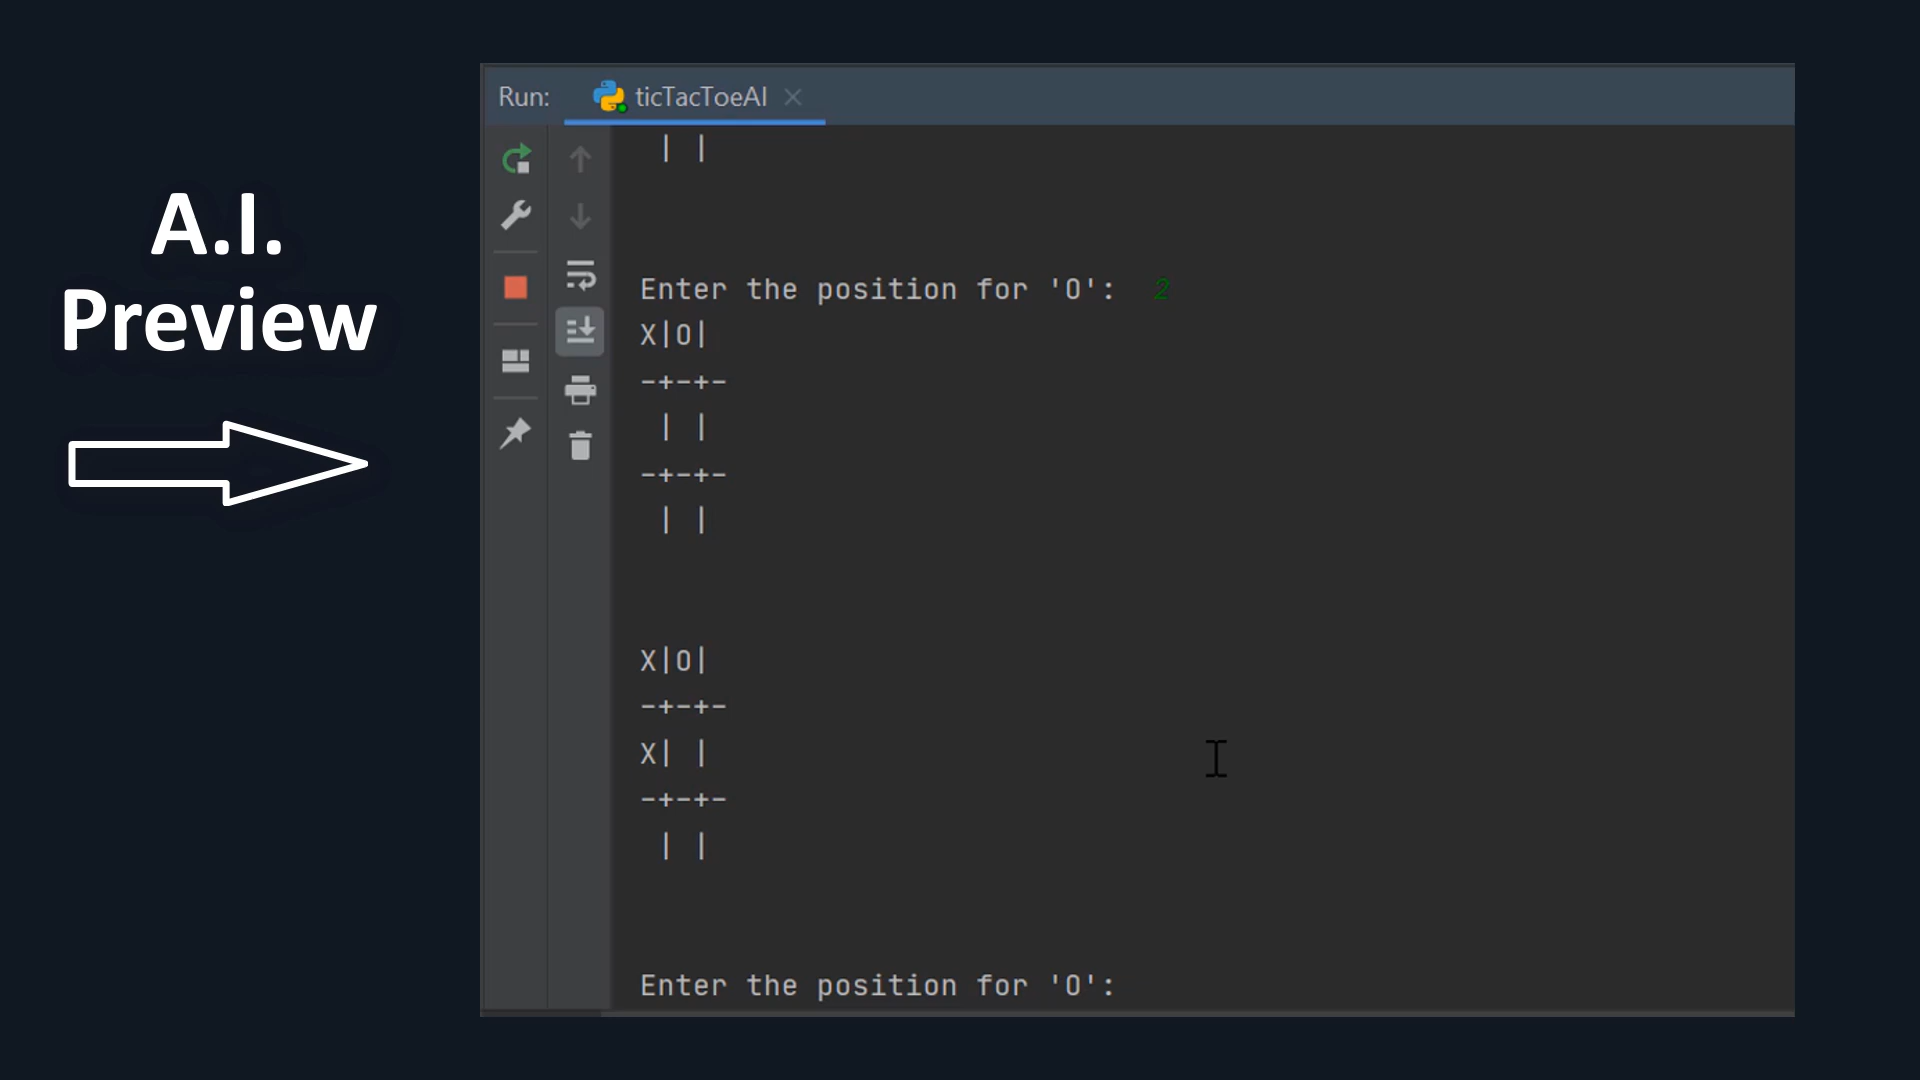 A.I.
Preview
Run: ticTacToeAI
 | |
Enter the position for 'O':  2
X|O|
-+-+-
 | |
-+-+-
 | |
X|O|
-+-+-
X| |
-+-+-
 | |
Enter the position for 'O':